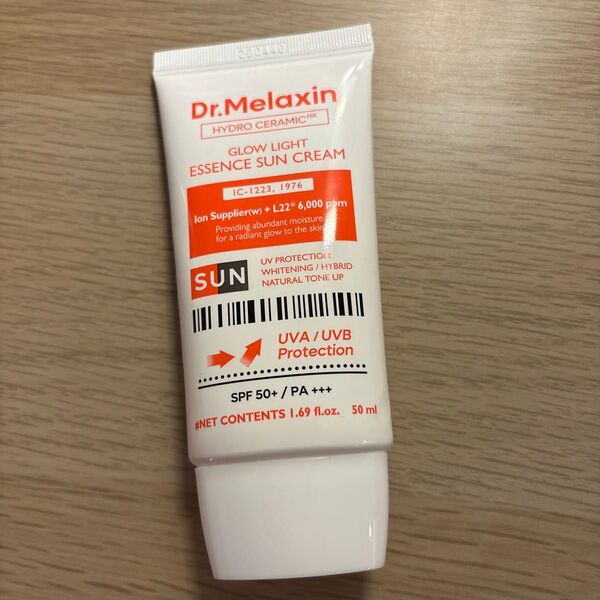 Dr.Melaxin
HYDRO CERAMIC HX
GLOW LIGHT
ESSENCE SUN CREAM
IC-1223, 1976
Ion Supplier(w) + L22® 6,000 ppm
Providing abundant moisture
for a radiant glow to the skin
SUN
UV PROTECTION
WHITENING / HYBRID
NATURAL TONE UP
UVA / UVB
Protection
SPF 50+ / PA +++
#NET CONTENTS 1.69 fl.oz. 50 ml